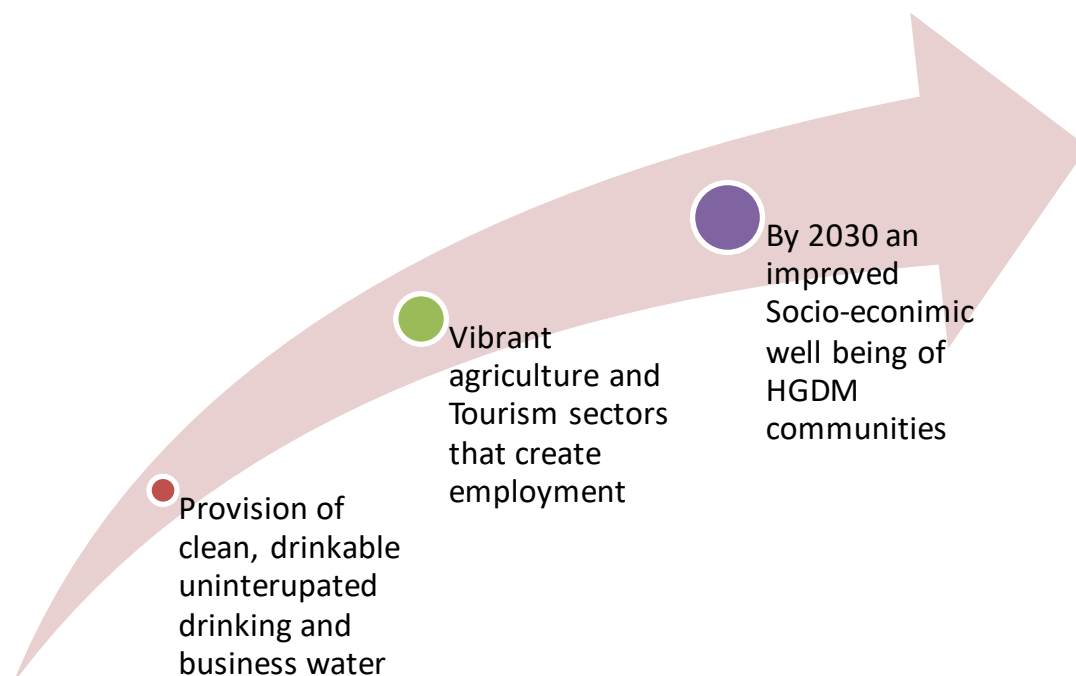 Provision of
clean, drinkable
uninterupated
drinking and
business water
Vibrant
agriculture and
Tourism sectors
that create
employment
By 2030 an
improved
Socio-econimic
well being of
HGDM
communities